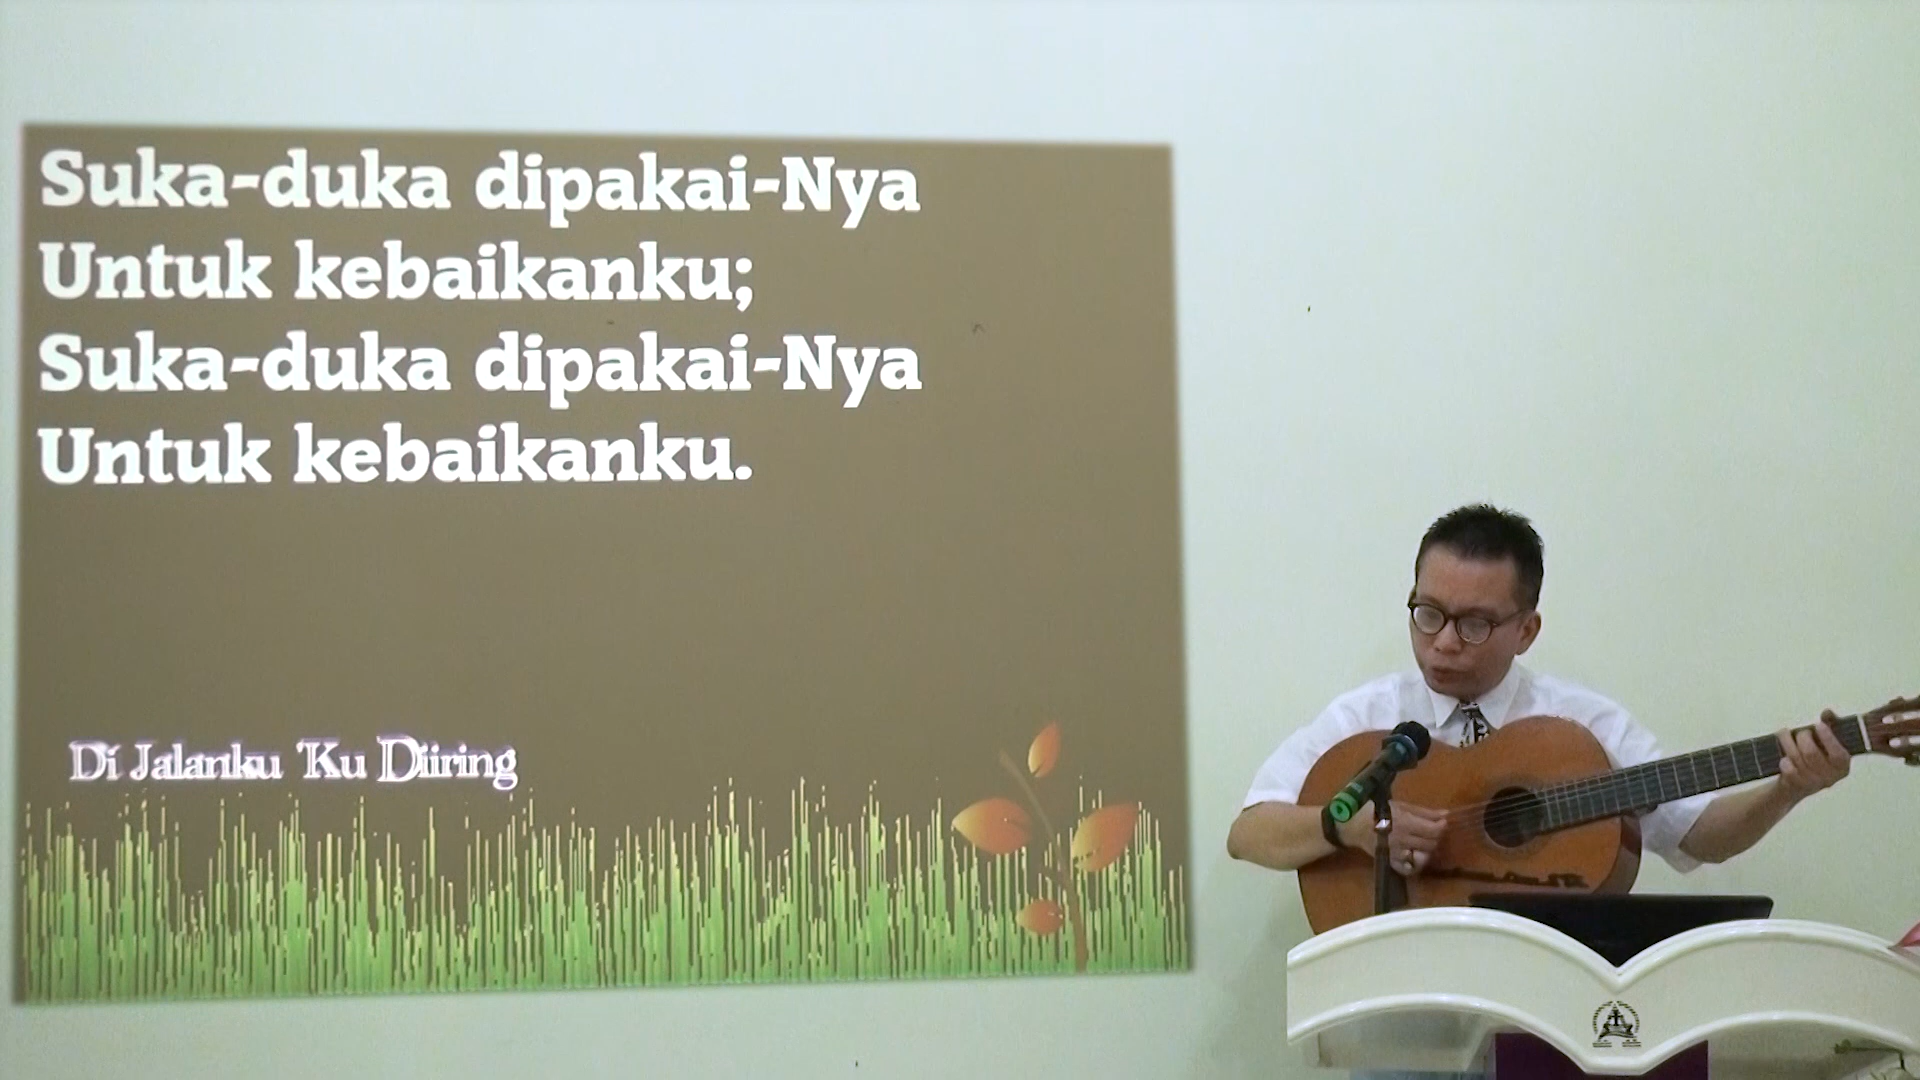 Suka-duka dipakai-Nya
Untuk kebaikanku;
Suka-duka dipakai-Nya
Untuk kebaikanku.
Di Jalanku 'Ku Diiring